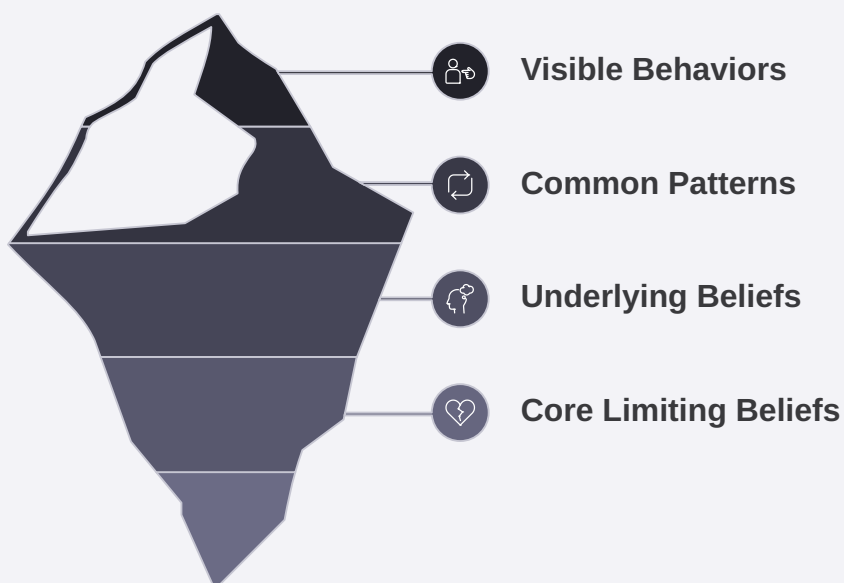 Visible Behaviors
Common Patterns
Underlying Beliefs
Core Limiting Beliefs